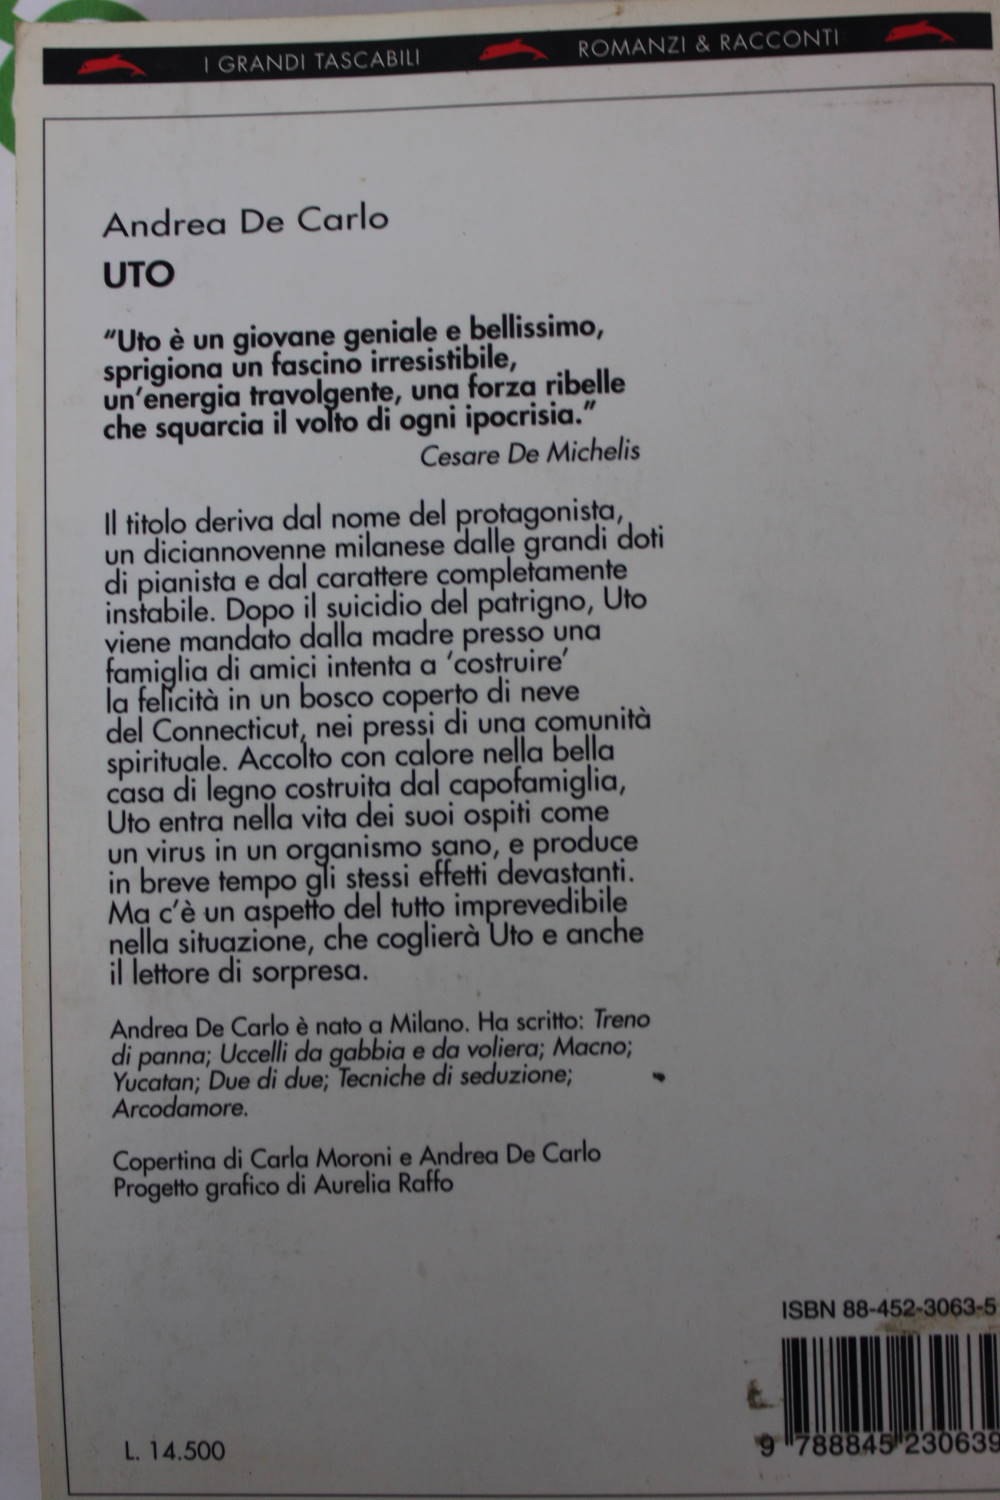 I GRANDI TASCABILI ROMANZI & RACCONTI
Andrea De Carlo
UTO
“Uto è un giovane geniale e bellissimo,
sprigiona un fascino irresistibile,
un’energia travolgente, una forza ribelle
che squarcia il volto di ogni ipocrisia.”
Cesare De Michelis
Il titolo deriva dal nome del protagonista,
un diciannovenne milanese dalle grandi doti
di pianista e dal carattere completamente
instabile. Dopo il suicidio del patrigno, Uto
viene mandato dalla madre presso una
famiglia di amici intenta a ‘costruire’
la felicità in un bosco coperto di neve
del Connecticut, nei pressi di una comunità
spirituale. Accolto con calore nella bella
casa di legno costruita dal capofamiglia,
Uto entra nella vita dei suoi ospiti come
un virus in un organismo sano, e produce
in breve tempo gli stessi effetti devastanti.
Ma c’è un aspetto del tutto imprevedibile
nella situazione, che coglierà Uto e anche
il lettore di sorpresa.
Andrea De Carlo è nato a Milano. Ha scritto: Treno
di panna; Uccelli da gabbia e da voliera; Macno;
Yucatan; Due di due; Tecniche di seduzione;
Arcodamore.
Copertina di Carla Moroni e Andrea De Carlo
Progetto grafico di Aurelia Raffo
ISBN 88-452-3063-5
9 788845 230639
L. 14.500